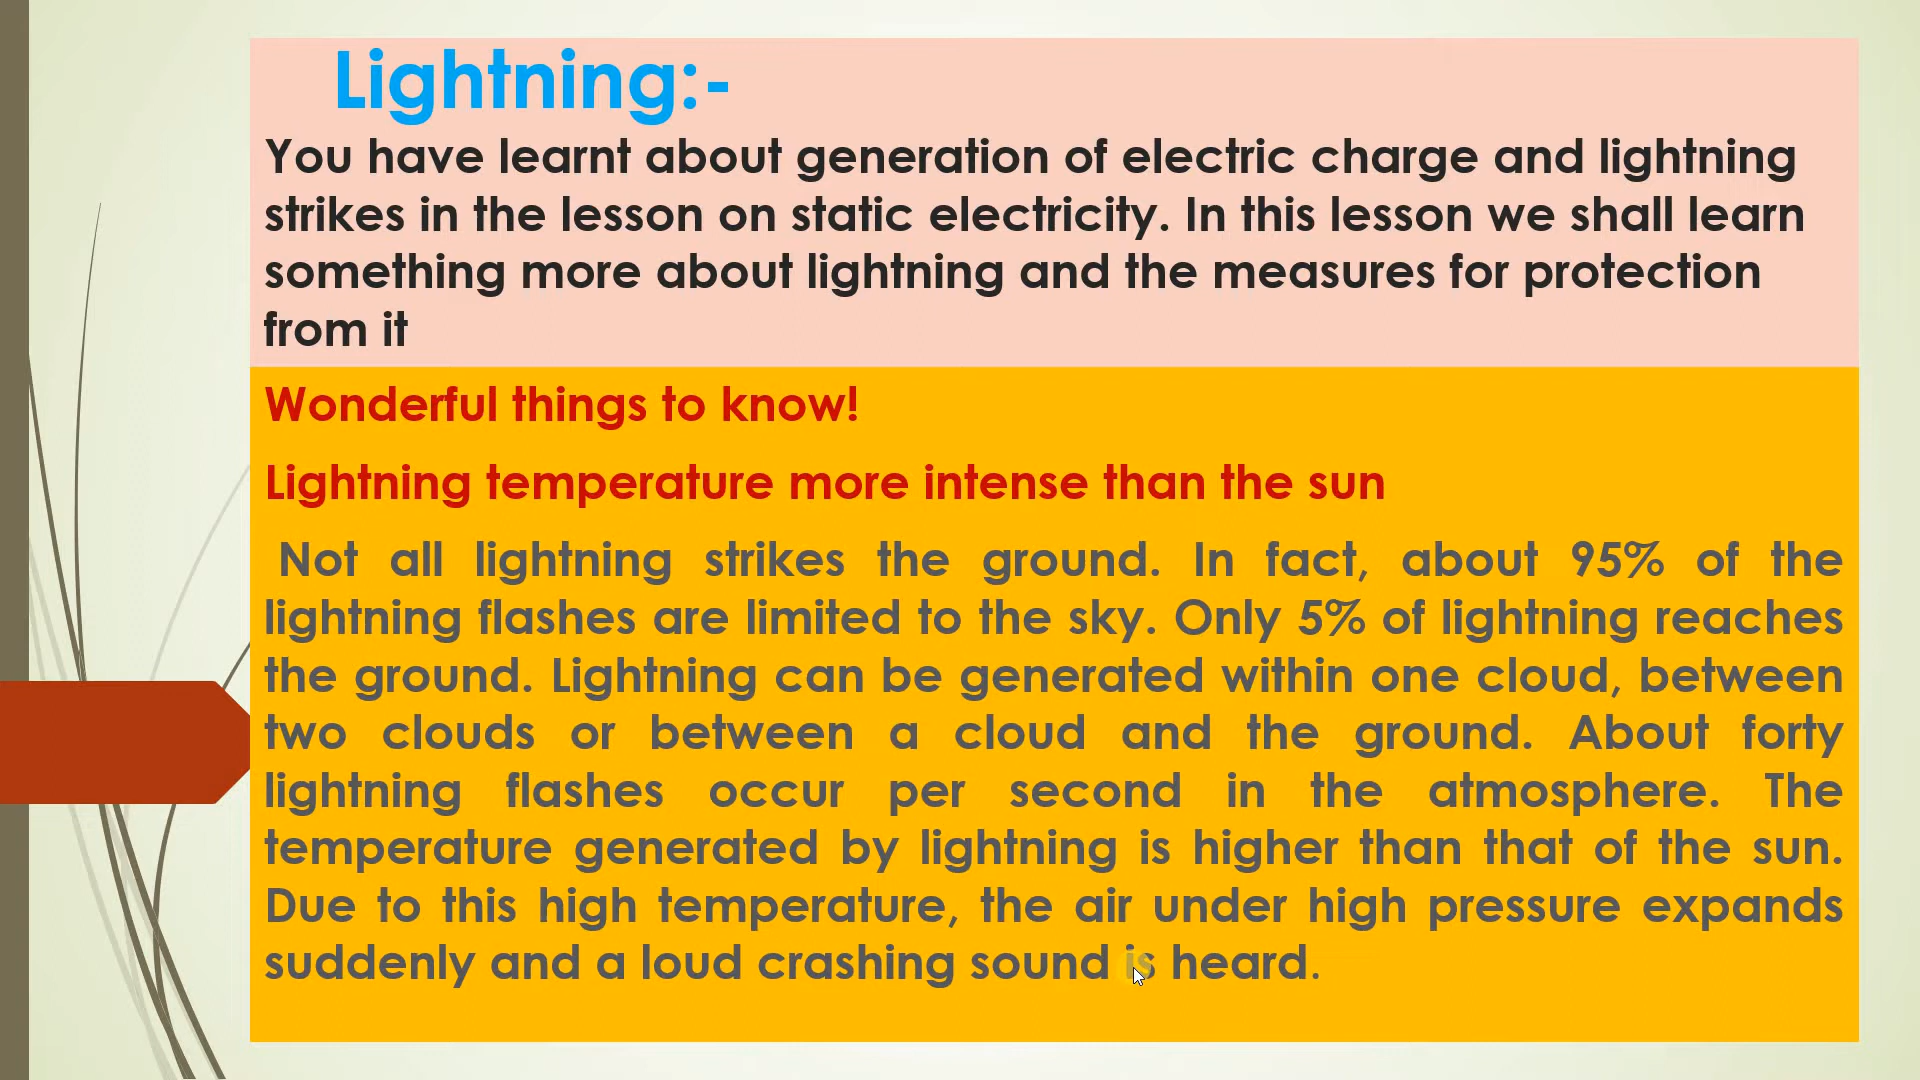 Lightning:-
You have learnt about generation of electric charge and lightning
strikes in the lesson on static electricity. In this lesson we shall learn
something more about lightning and the measures for protection
from it
Wonderful things to know!
Lightning temperature more intense than the sun
Not all lightning strikes the ground. In fact, about 95% of the
lightning flashes are limited to the sky. Only 5% of lightning reaches
the ground. Lightning can be generated within one cloud, between
two clouds or between a cloud and the ground. About forty
lightning flashes occur per second in the atmosphere. The
temperature generated by lightning is higher than that of the sun.
Due to this high temperature, the air under high pressure expands
suddenly and a loud crashing sound is heard.